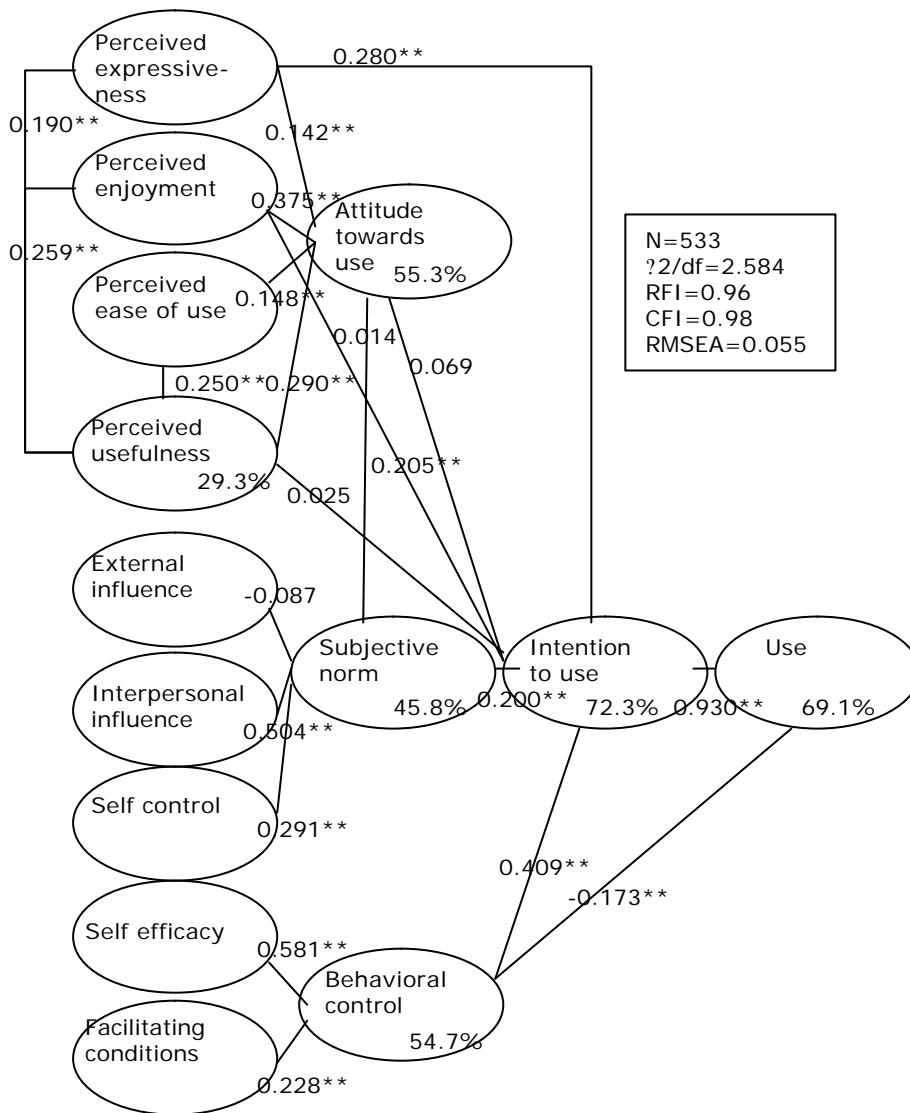 Perceived
expressive-
ness
0.280**
0.190**
0.142**
Perceived
enjoyment
0.375**
Attitude
towards
use
55.3%
N=533
?2/df=2.584
RFI=0.96
CFI=0.98
RMSEA=0.055
0.259**
Perceived
ease of use
0.148**
0.014
0.069
0.250**
0.290**
Perceived
usefulness
29.3%
0.205**
0.025
External
influence
-0.087
Subjective
norm
45.8%
Intention
to use
72.3%
Use
69.1%
0.200**
0.930**
Interpersonal
influence
0.504**
Self control
0.291**
0.409**
-0.173**
Self efficacy
0.581**
Behavioral
control
54.7%
Facilitating
conditions
0.228**